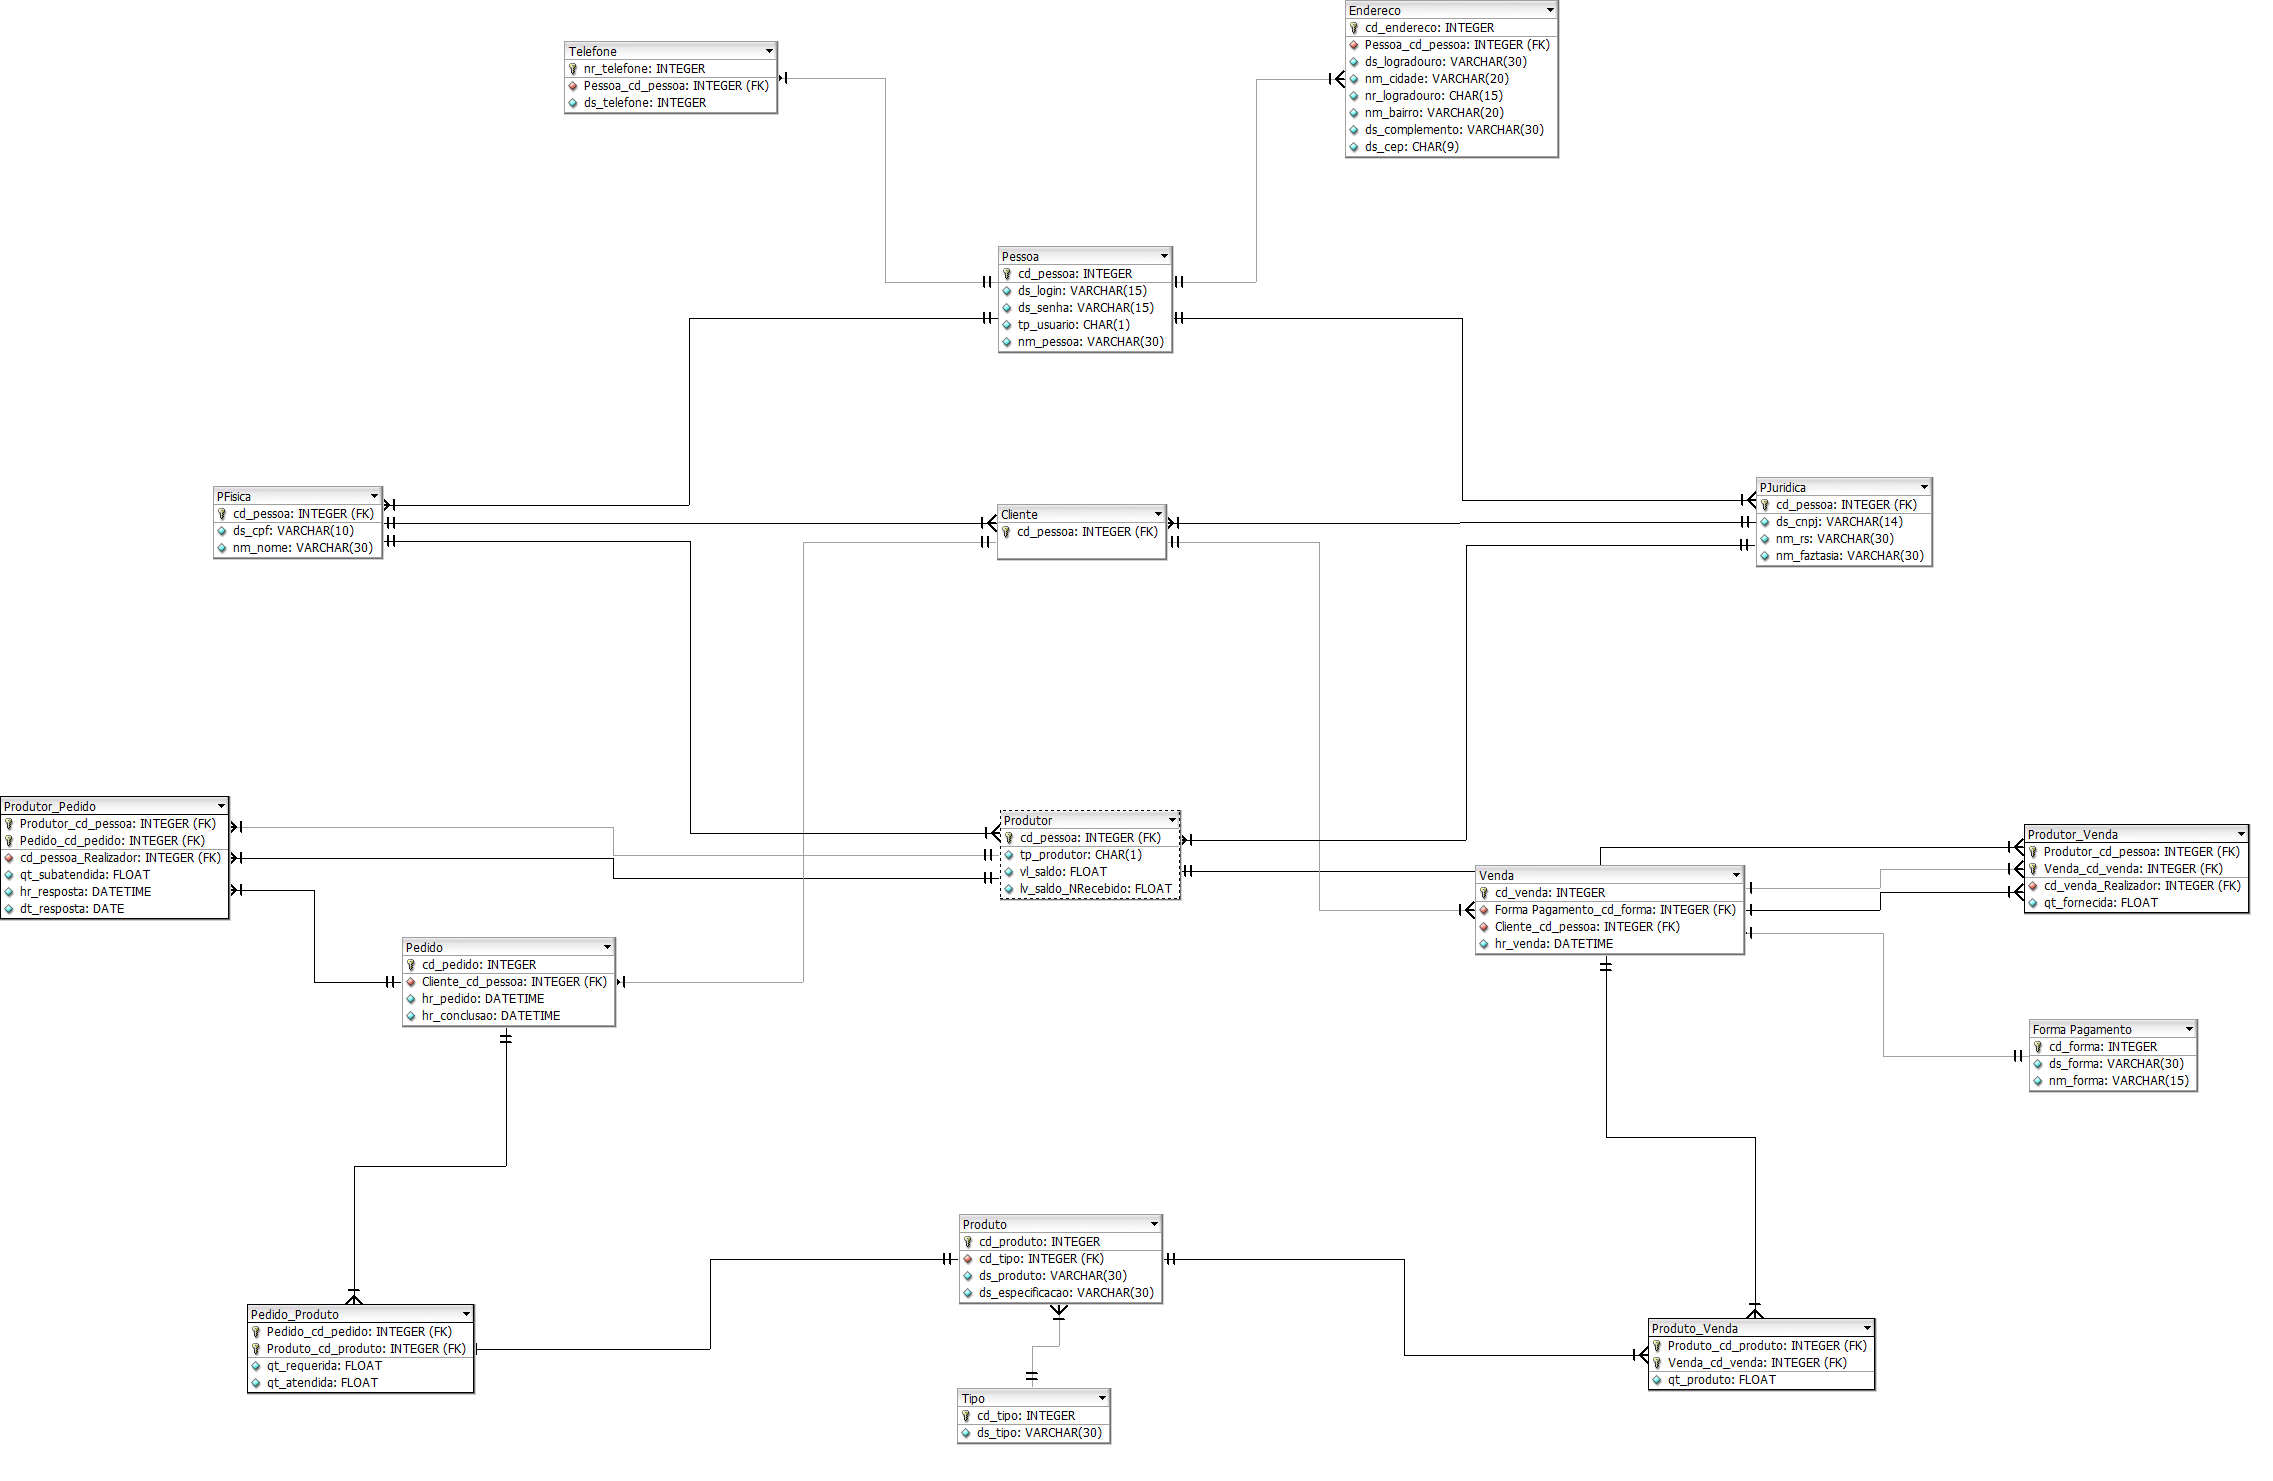 Endereco
cd_endereco: INTEGER
Pessoa_cd_pessoa: INTEGER (FK)
ds_logradouro: VARCHAR(30)
nm_cidade: VARCHAR(20)
nr_logradouro: CHAR(15)
nm_bairro: VARCHAR(20)
ds_complemento: VARCHAR(30)
ds_cep: CHAR(9)
Telefone
nr_telefone: INTEGER
Pessoa_cd_pessoa: INTEGER (FK)
ds_telefone: INTEGER
Pessoa
cd_pessoa: INTEGER
ds_login: VARCHAR(15)
ds_senha: VARCHAR(15)
tp_usuario: CHAR(1)
nm_pessoa: VARCHAR(30)
PFisica
cd_pessoa: INTEGER (FK)
ds_cpf: VARCHAR(10)
nm_nome: VARCHAR(30)
Cliente
cd_pessoa: INTEGER (FK)
PJuridica
cd_pessoa: INTEGER (FK)
ds_cnpj: VARCHAR(14)
nm_rs: VARCHAR(30)
nm_faztasia: VARCHAR(30)
Produtor_Pedido
Produtor_cd_pessoa: INTEGER (FK)
Pedido_cd_pedido: INTEGER (FK)
cd_pessoa_Realizador: INTEGER (FK)
qt_subatendida: FLOAT
hr_resposta: DATETIME
dt_resposta: DATE
Produtor
cd_pessoa: INTEGER (FK)
tp_produtor: CHAR(1)
vl_saldo: FLOAT
lv_saldo_NRecebido: FLOAT
Venda
cd_venda: INTEGER
Forma Pagamento_cd_forma: INTEGER (FK)
Cliente_cd_pessoa: INTEGER (FK)
hr_venda: DATETIME
Produtor_Venda
Produtor_cd_pessoa: INTEGER (FK)
Venda_cd_venda: INTEGER (FK)
cd_venda_Realizador: INTEGER (FK)
qt_fornecida: FLOAT
Pedido
cd_pedido: INTEGER
Cliente_cd_pessoa: INTEGER (FK)
hr_pedido: DATETIME
hr_conclusao: DATETIME
Forma Pagamento
cd_forma: INTEGER
ds_forma: VARCHAR(30)
nm_forma: VARCHAR(15)
Produto
cd_produto: INTEGER
cd_tipo: INTEGER (FK)
ds_produto: VARCHAR(30)
ds_especificacao: VARCHAR(30)
Pedido_Produto
Pedido_cd_pedido: INTEGER (FK)
Produto_cd_produto: INTEGER (FK)
qt_requerida: FLOAT
qt_atendida: FLOAT
Produto_Venda
Produto_cd_produto: INTEGER (FK)
Venda_cd_venda: INTEGER (FK)
qt_produto: FLOAT
Tipo
cd_tipo: INTEGER
ds_tipo: VARCHAR(30)